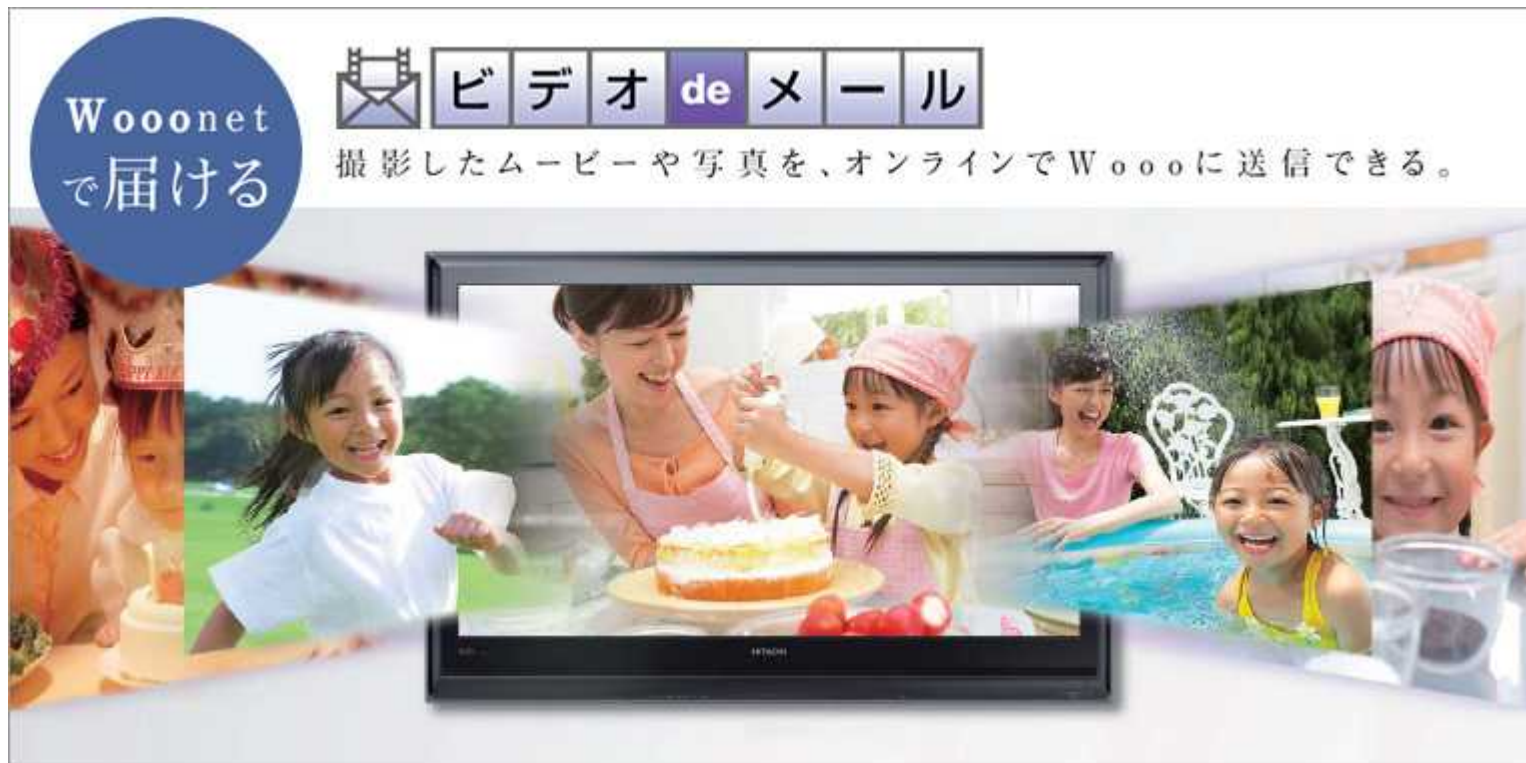 Wooonet
で届ける
ビデオdeメール
撮影したムービーや写真を、オンラインでWoooに送信できる。
HITACHI